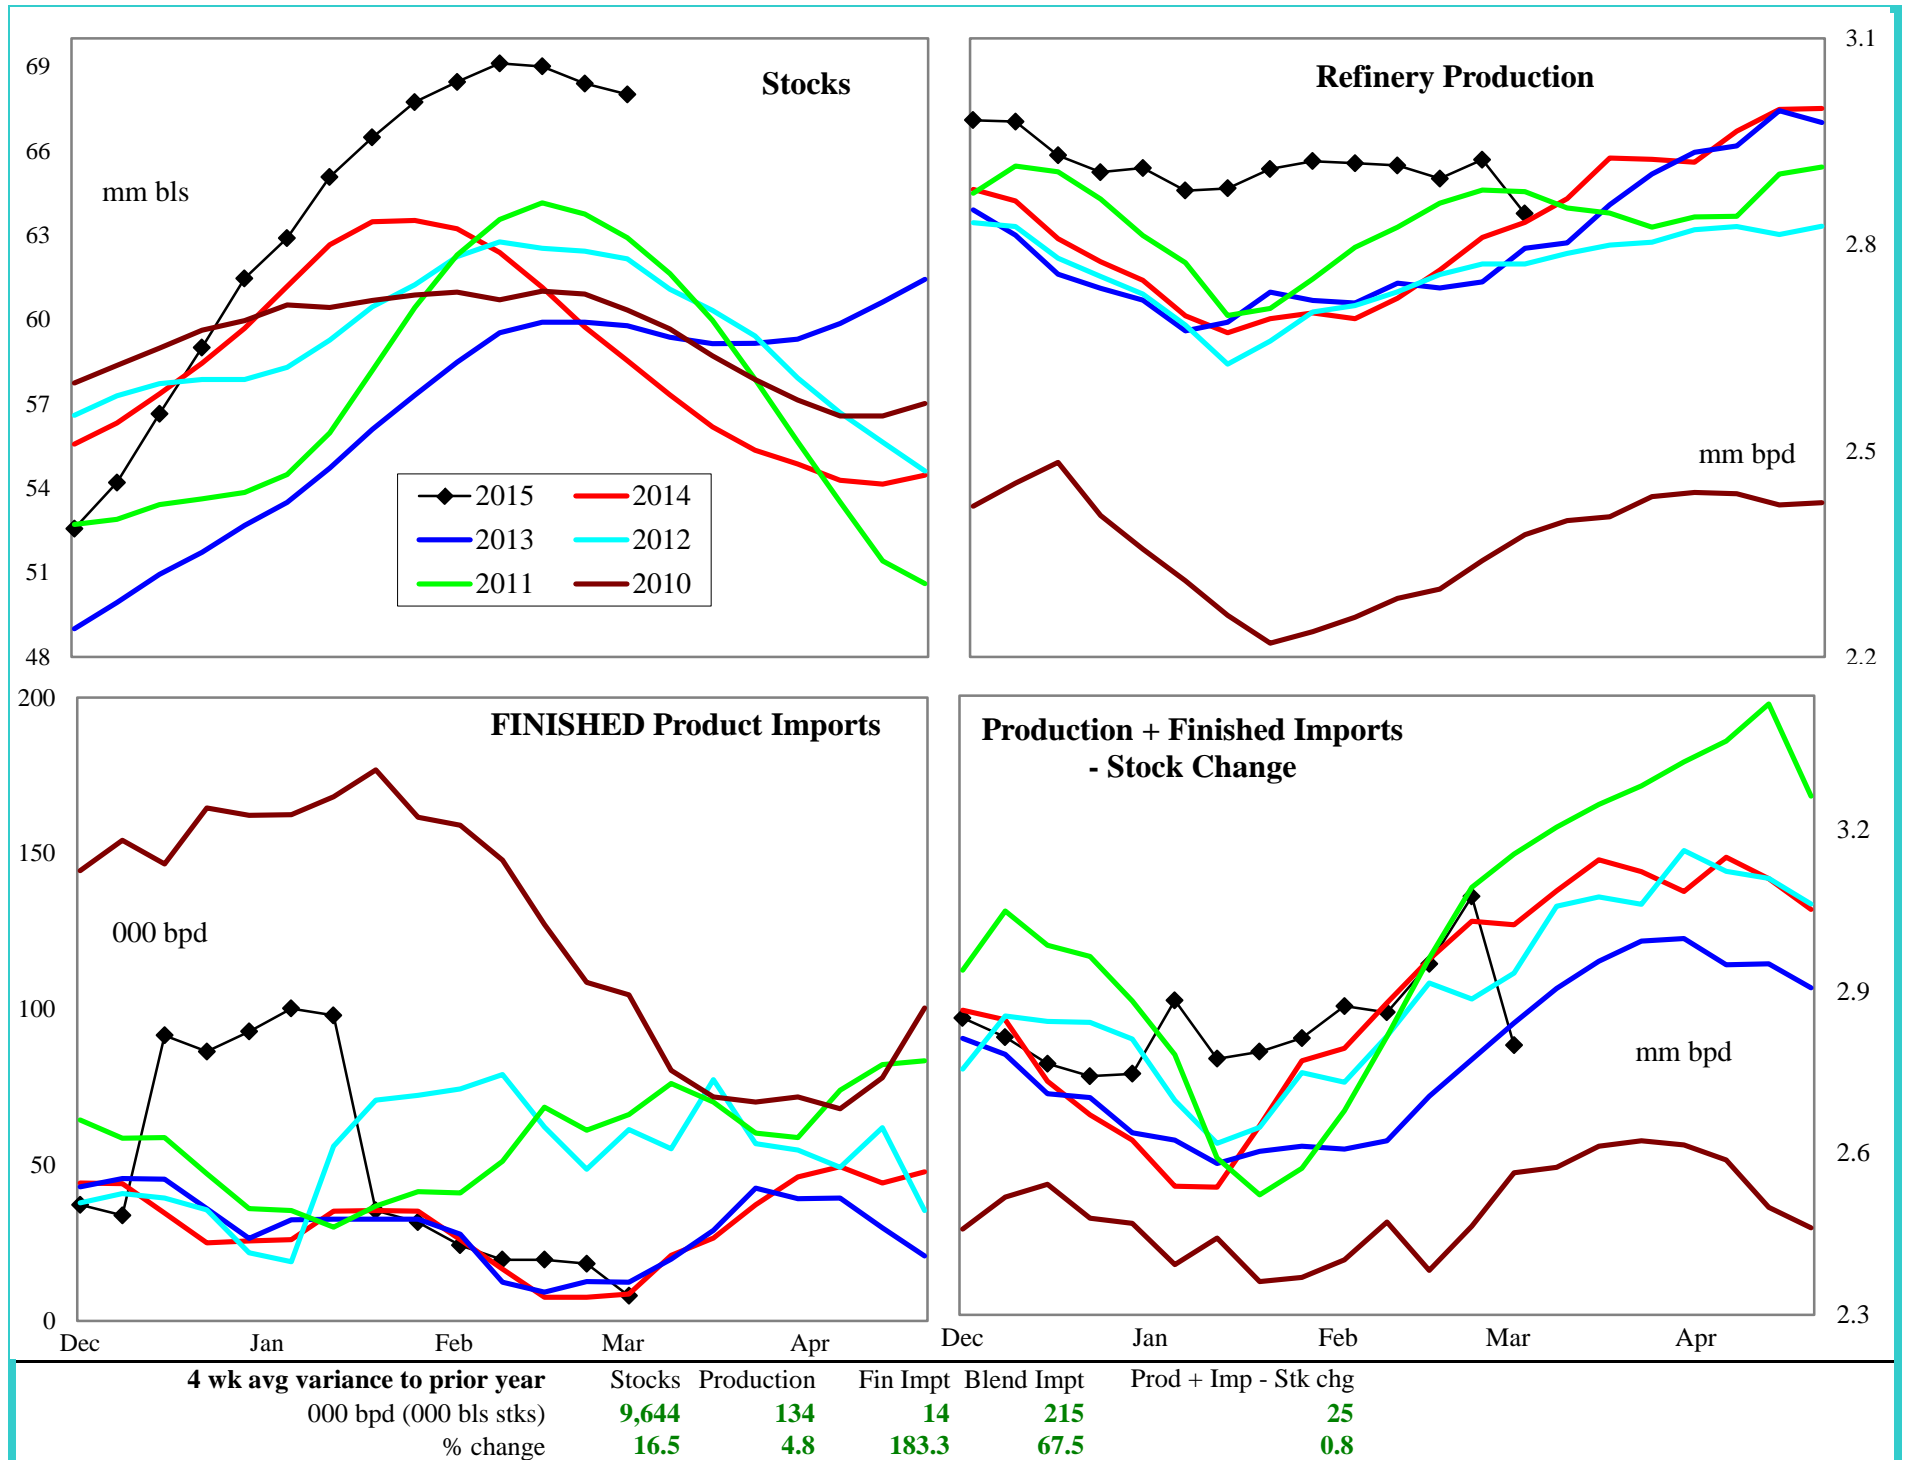 Stocks
mm bls
69
66
63
60
57
54
51
48
2015
2014
2013
2012
2011
2010
Refinery Production
mm bpd
3.1
2.8
2.5
2.2
FINISHED Product Imports
000 bpd
200
150
100
50
0
Dec Jan Feb Mar Apr
Production + Finished Imports
- Stock Change
mm bpd
3.2
2.9
2.6
2.3
Dec Jan Feb Mar Apr
4 wk avg variance to prior year Stocks Production Fin Impt Blend Impt Prod + Imp - Stk chg
000 bpd (000 bls stks) 9,644 134 14 215 25
% change 16.5 4.8 183.3 67.5 0.8